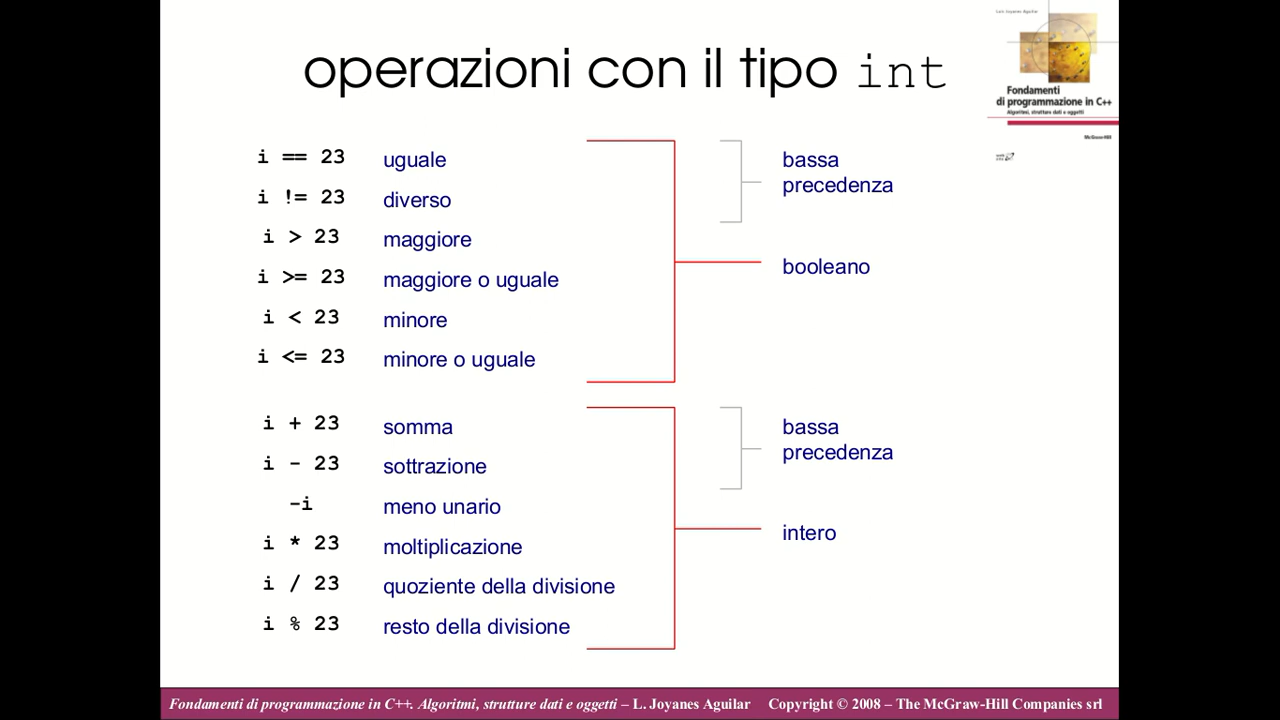 operazioni con il tipo int
Luis Joyanes Aguilar
Fondamenti
di programmazione in C++
Algoritmi, strutture dati e oggetti
McGraw-Hill
i == 23 uguale
i != 23 diverso
i > 23 maggiore
i >= 23 maggiore o uguale
i < 23 minore
i <= 23 minore o uguale
bassa
precedenza
booleano
i + 23 somma
i - 23 sottrazione
-i meno unario
i * 23 moltiplicazione
i / 23 quoziente della divisione
i % 23 resto della divisione
bassa
precedenza
intero
Fondamenti di programmazione in C++. Algoritmi, strutture dati e oggetti – L. Joyanes Aguilar Copyright © 2008 – The McGraw-Hill Companies srl